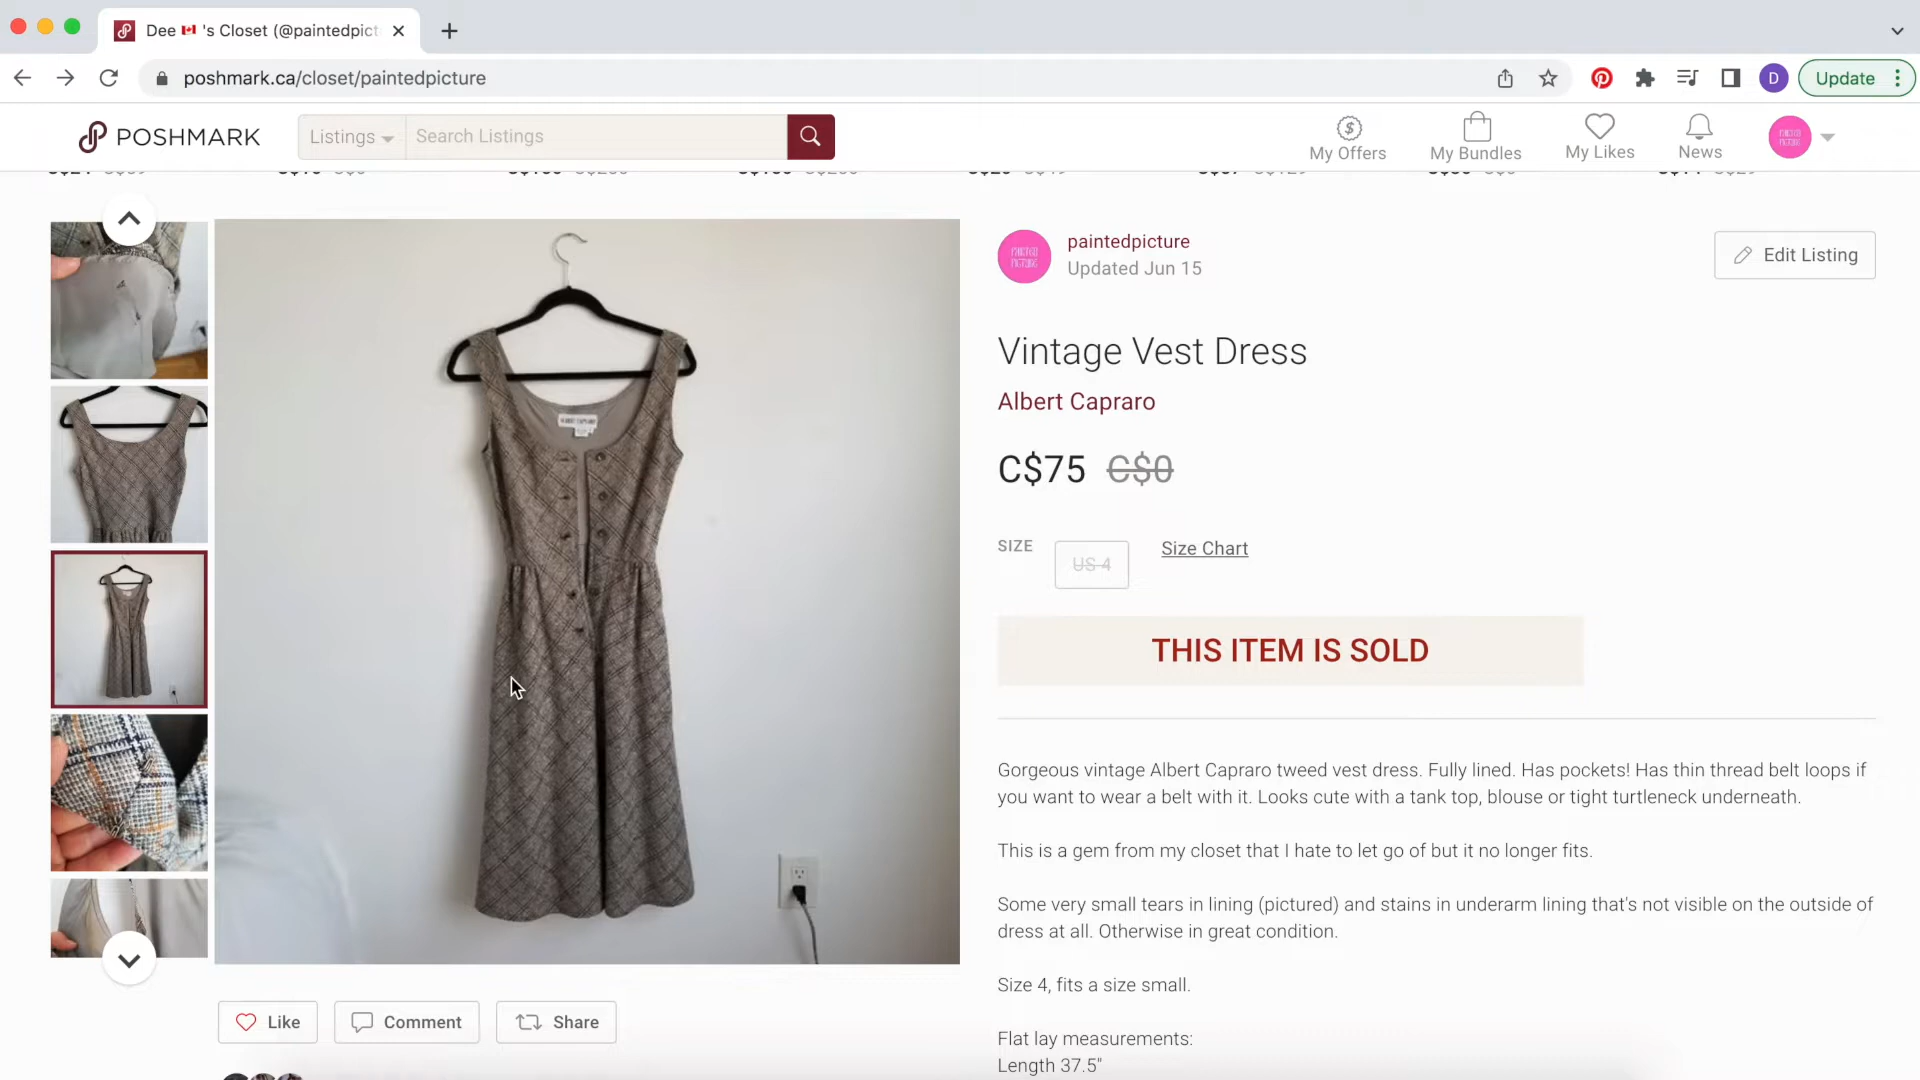 Dee 's Closet (@paintedpict
poshmark.ca/closet/paintedpicture
D
Update
POSHMARK
Listings
Search Listings
My Offers
My Bundles
My Likes
News
paintedpicture
Updated Jun 15
Edit Listing
Vintage Vest Dress
Albert Capraro
C$75 C$0
SIZE
US 4
Size Chart
THIS ITEM IS SOLD
Gorgeous vintage Albert Capraro tweed vest dress. Fully lined. Has pockets! Has thin thread belt loops if
you want to wear a belt with it. Looks cute with a tank top, blouse or tight turtleneck underneath.
This is a gem from my closet that I hate to let go of but it no longer fits.
Some very small tears in lining (pictured) and stains in underarm lining that's not visible on the outside of
dress at all. Otherwise in great condition.
Size 4, fits a size small.
Flat lay measurements:
Length 37.5"
Like
Comment
Share